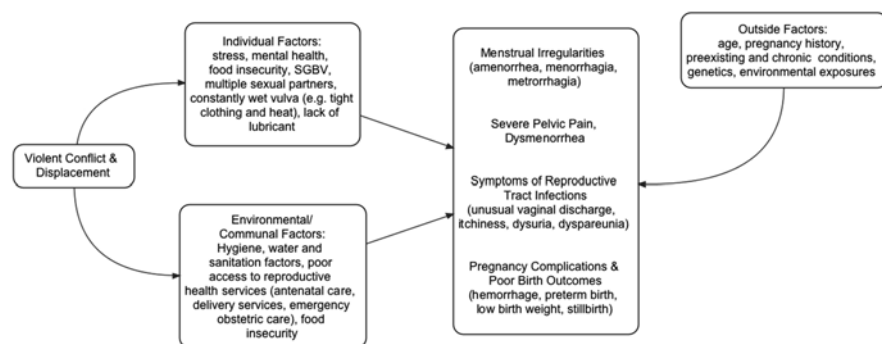 Violent Conflict &
Displacement
Individual Factors:
stress, mental health,
food insecurity, SGBV,
multiple sexual partners,
constantly wet vulva (e.g. tight
clothing and heat), lack of
lubricant
Environmental/
Communal Factors:
Hygiene, water and
sanitation factors, poor
access to reproductive
health services (antenatal care,
delivery services, emergency
obstetric care), food
insecurity
Menstrual Irregularities
(amenorrhea, menorrhagia,
metrorrhagia)
Severe Pelvic Pain,
Dysmenorrhea
Symptoms of Reproductive
Tract Infections
(unusual vaginal discharge,
itchiness, dysuria, dyspareunia)
Pregnancy Complications &
Poor Birth Outcomes
(hemorrhage, preterm birth,
low birth weight, stillbirth)
Outside Factors:
age, pregnancy history,
preexisting and chronic conditions,
genetics, environmental exposures